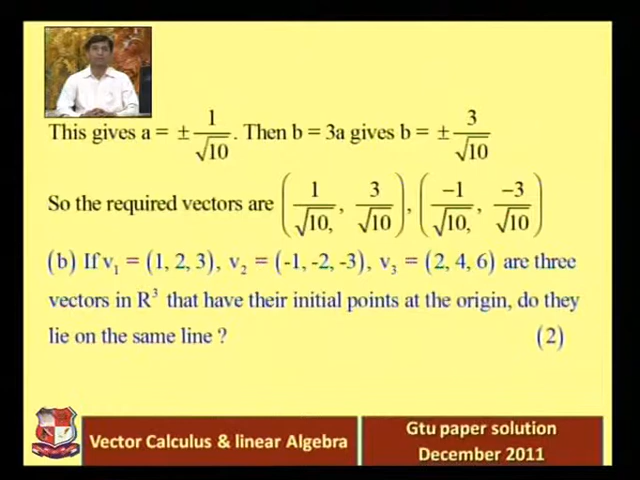 This gives a = ± 1/√10. Then b = 3a gives b = ± 3/√10
So the required vectors are (1/√10, , 3/√10), (−1/√10, , −3/√10)
(b) If v₁ = (1, 2, 3), v₂ = (-1, -2, -3), v₃ = (2, 4, 6) are three
vectors in R³ that have their initial points at the origin, do they
lie on the same line ? (2)
Vector Calculus & linear Algebra
Gtu paper solution
December 2011